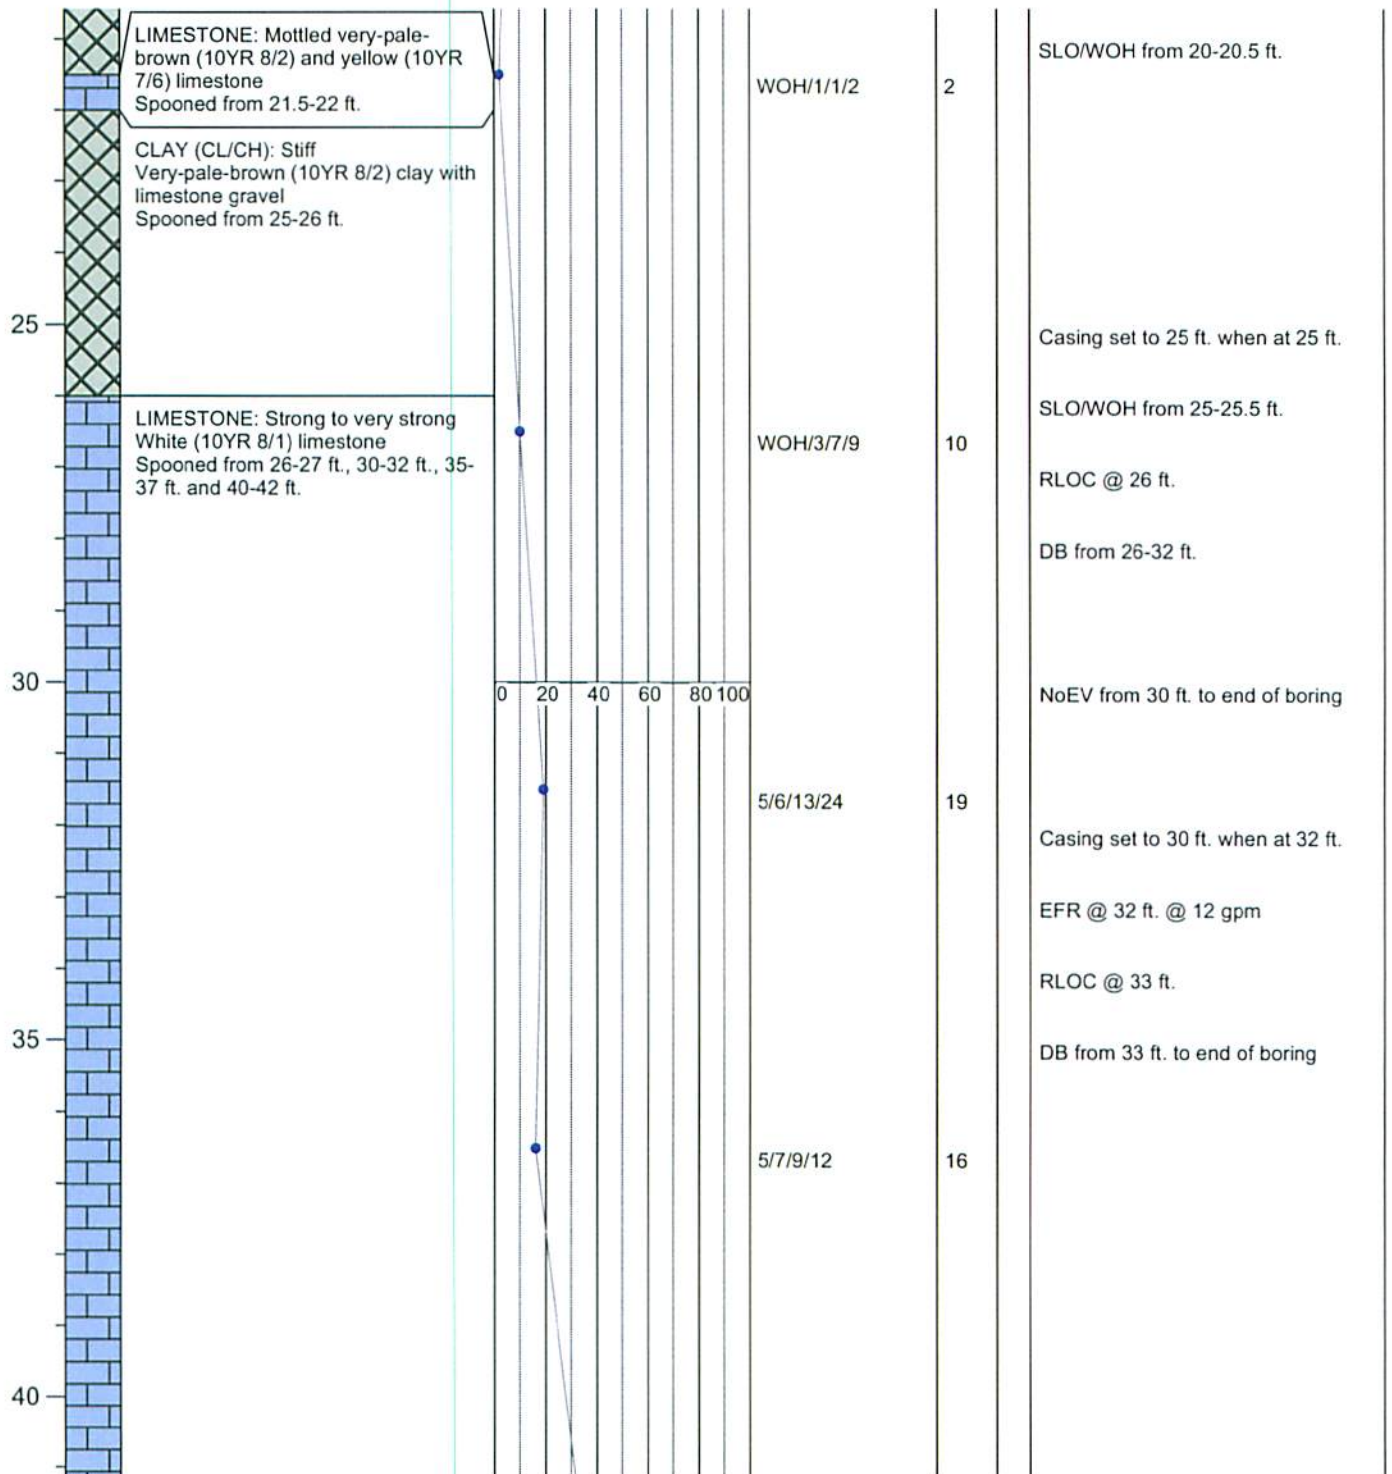 LIMESTONE: Mottled very-pale-
brown (10YR 8/2) and yellow (10YR
7/6) limestone
Spooned from 21.5-22 ft.
SLO/WOH from 20-20.5 ft.
WOH/1/1/2
2
CLAY (CL/CH): Stiff
Very-pale-brown (10YR 8/2) clay with
limestone gravel
Spooned from 25-26 ft.
25
Casing set to 25 ft. when at 25 ft.
SLO/WOH from 25-25.5 ft.
LIMESTONE: Strong to very strong
White (10YR 8/1) limestone
Spooned from 26-27 ft., 30-32 ft., 35-
37 ft. and 40-42 ft.
WOH/3/7/9
10
RLOC @ 26 ft.
DB from 26-32 ft.
30
0 20 40 60 80 100
NoEV from 30 ft. to end of boring
5/6/13/24
19
Casing set to 30 ft. when at 32 ft.
EFR @ 32 ft. @ 12 gpm
RLOC @ 33 ft.
35
DB from 33 ft. to end of boring
5/7/9/12
16
40